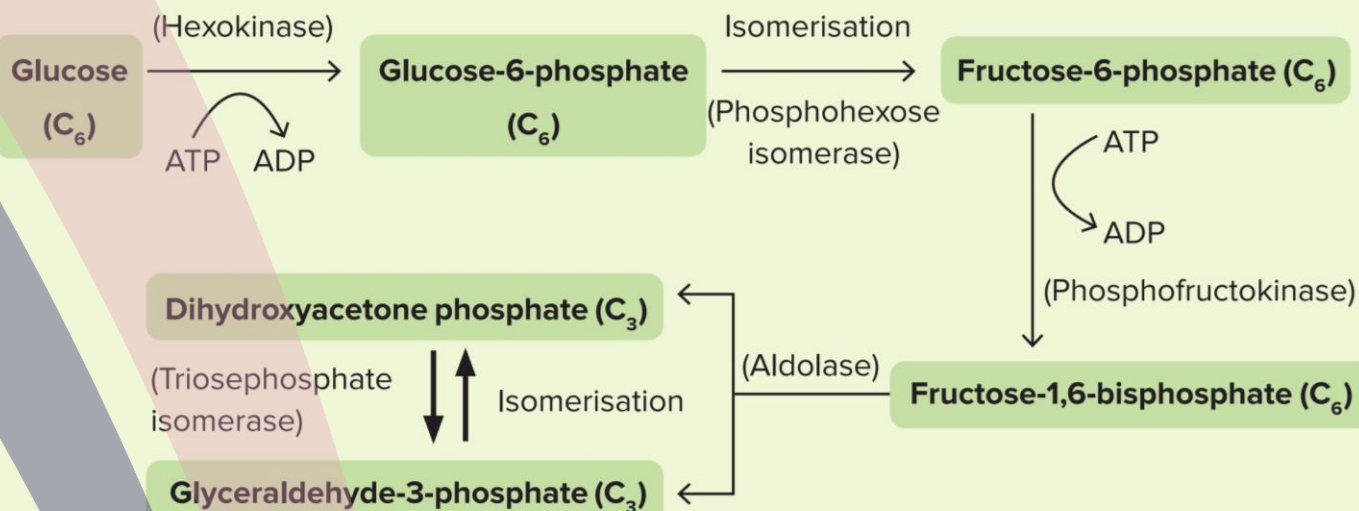 (Hexokinase)
Glucose
(C₆)
ATP ADP
Glucose-6-phosphate
(C₆)
Isomerisation
(Phosphohexose
isomerase)
Fructose-6-phosphate (C₆)
ATP
ADP
(Phosphofructokinase)
Fructose-1,6-bisphosphate (C₆)
(Aldolase)
Dihydroxyacetone phosphate (C₃)
(Triosephosphate
isomerase)
Isomerisation
Glyceraldehyde-3-phosphate (C₃)